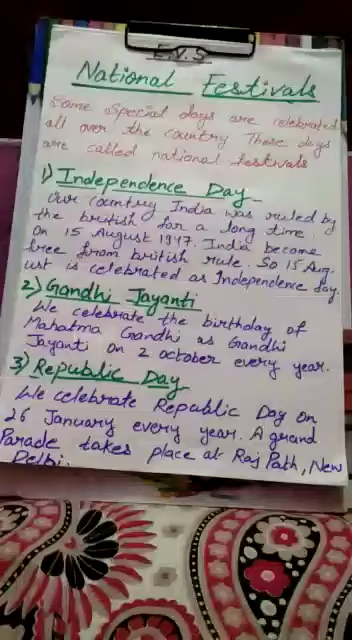 E.V.S
National Festivals
Some Special days are celebrated
all over the country These days
are called national festivals
1) Independence Day-
Our country India was ruled by
the british for a long time.
On 15 August 1947. India become
free from british rule. So 15 Aug-
ust is celebrated as Independence day.
2) Gandhi Jayanti
We celebrate the birthday of
Mahatma Gandhi as Gandhi
Jayanti on 2 october every year.
3) Republic Day
We celebrate Republic Day on
26 January every year. A grand
Parade takes place at Raj Path, New
Delhi.